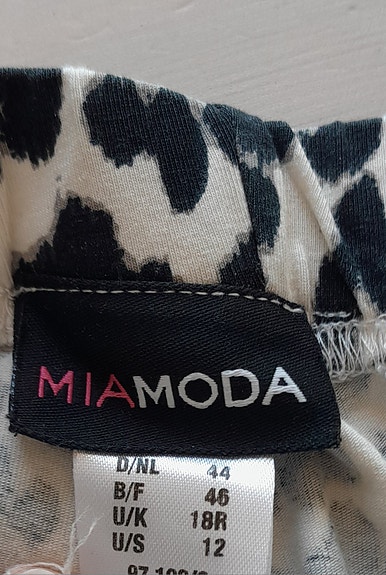 MIAMODA
D/NL 44
B/F 46
U/K 18R
U/S 12